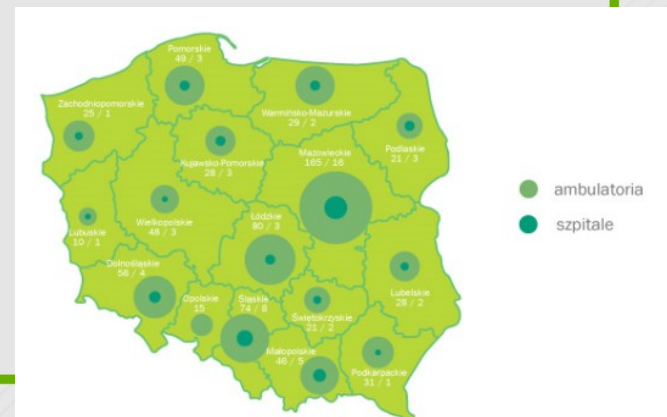 Pomorskie
49 / 3
Zachodniopomorskie
25 / 1
Warmińsko-Mazurskie
29 / 2
Podlaskie
21 / 3
Kujawsko-Pomorskie
28 / 3
Mazowieckie
165 / 16
Wielkopolskie
48 / 3
Lubuskie
10 / 1
Łódzkie
80 / 3
Dolnośląskie
56 / 4
Opolskie
15
Śląskie
74 / 8
Świętokrzyskie
21 / 2
Lubelskie
28 / 2
Małopolskie
46 / 5
Podkarpackie
31 / 1
ambulatoria
szpitale